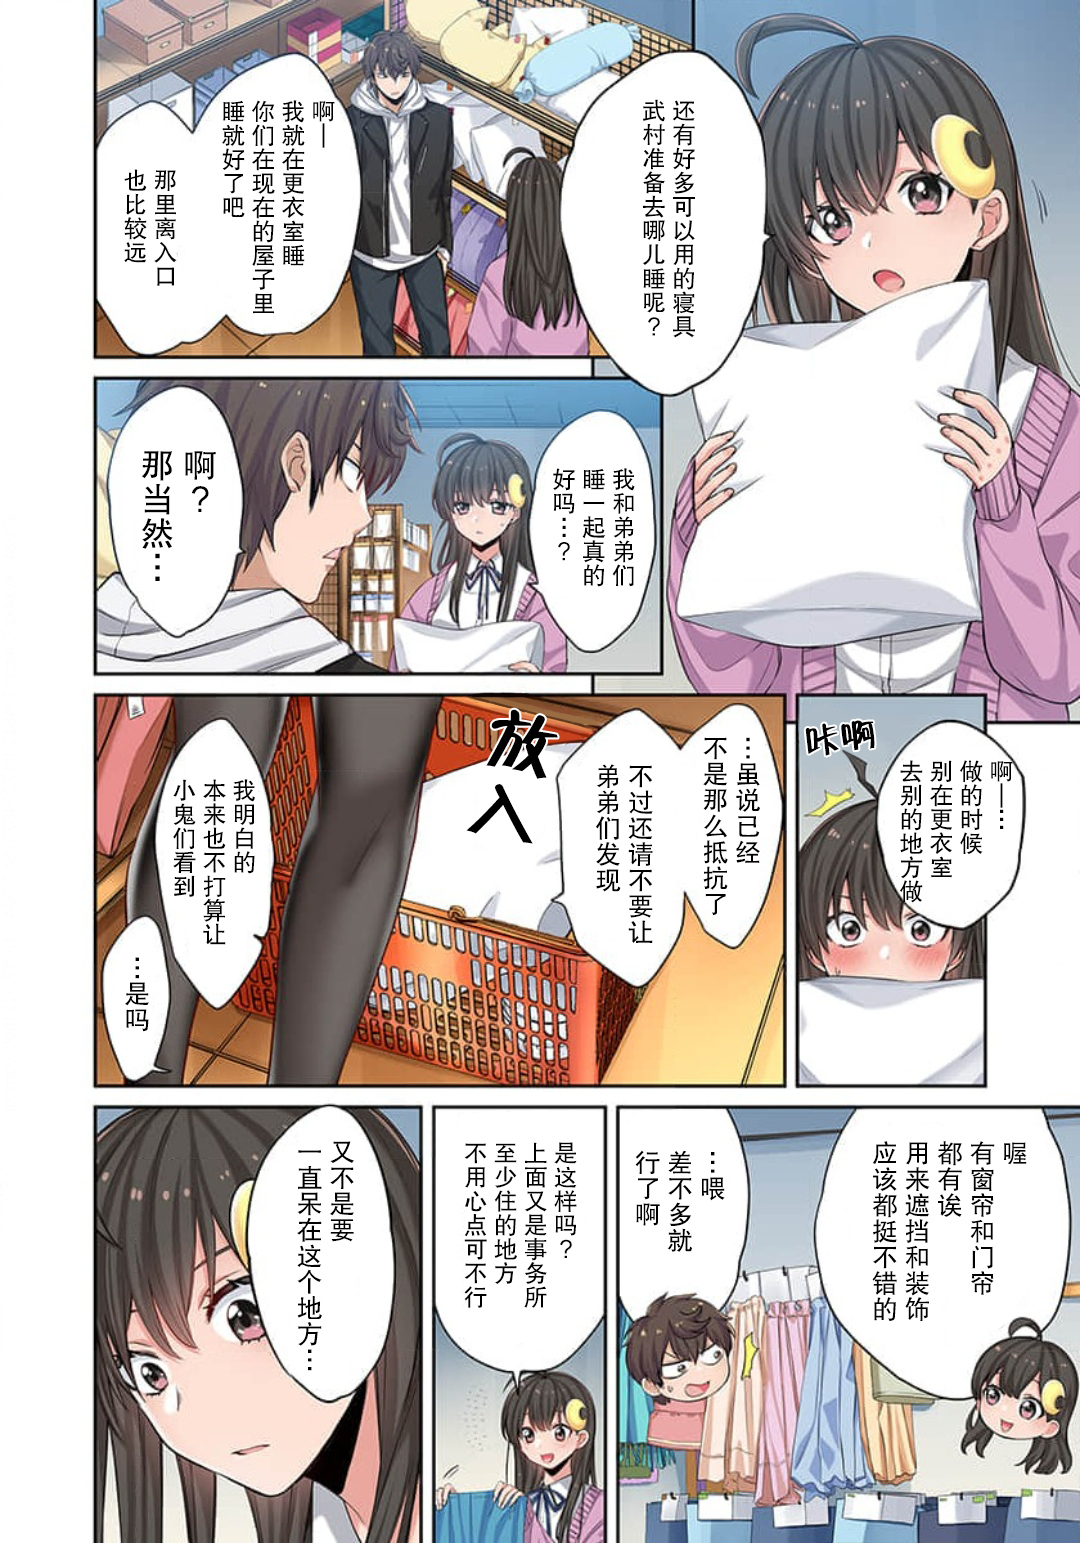 还有好多可以用的寝具
武村准备去哪儿睡呢？
啊—
我就在更衣室睡
你们在现在的屋子里
睡就好了吧
那里离入口
也比较远
我和弟弟们
睡一起真的
好吗…？
啊？
那当然…
咔啊
啊—…
做的时候
别在更衣室
去别的地方做
…虽说已经
不是那么抵抗了
不过还请不要让
弟弟们发现
放入
我明白的
本来也不打算让
小鬼们看到
…是吗
喔
有窗帘和门帘
都有诶
用来遮挡和装饰
应该都挺不错的
…喂
差不多就
行了啊
是这样吗？
上面又是事务所
至少住的地方
不用心点可不行
又不是要
一直呆在这个地方…